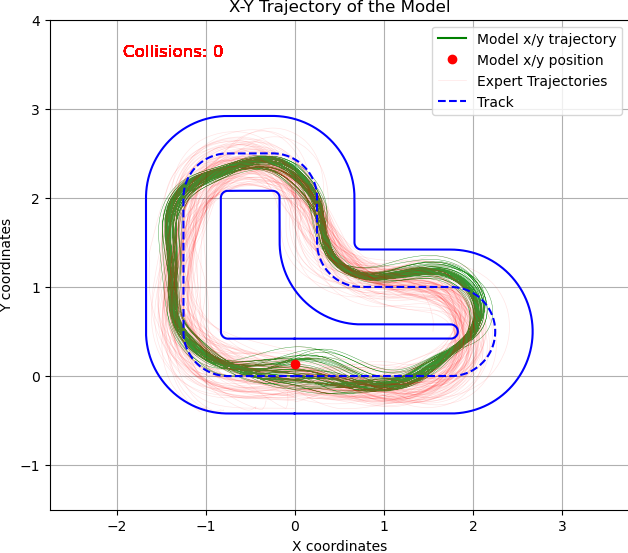 X-Y Trajectory of the Model
Collisions: 0
Model x/y trajectory
Model x/y position
Expert Trajectories
Track
Y coordinates
4
3
2
1
0
−1
−2
−1
0
1
2
3
X coordinates